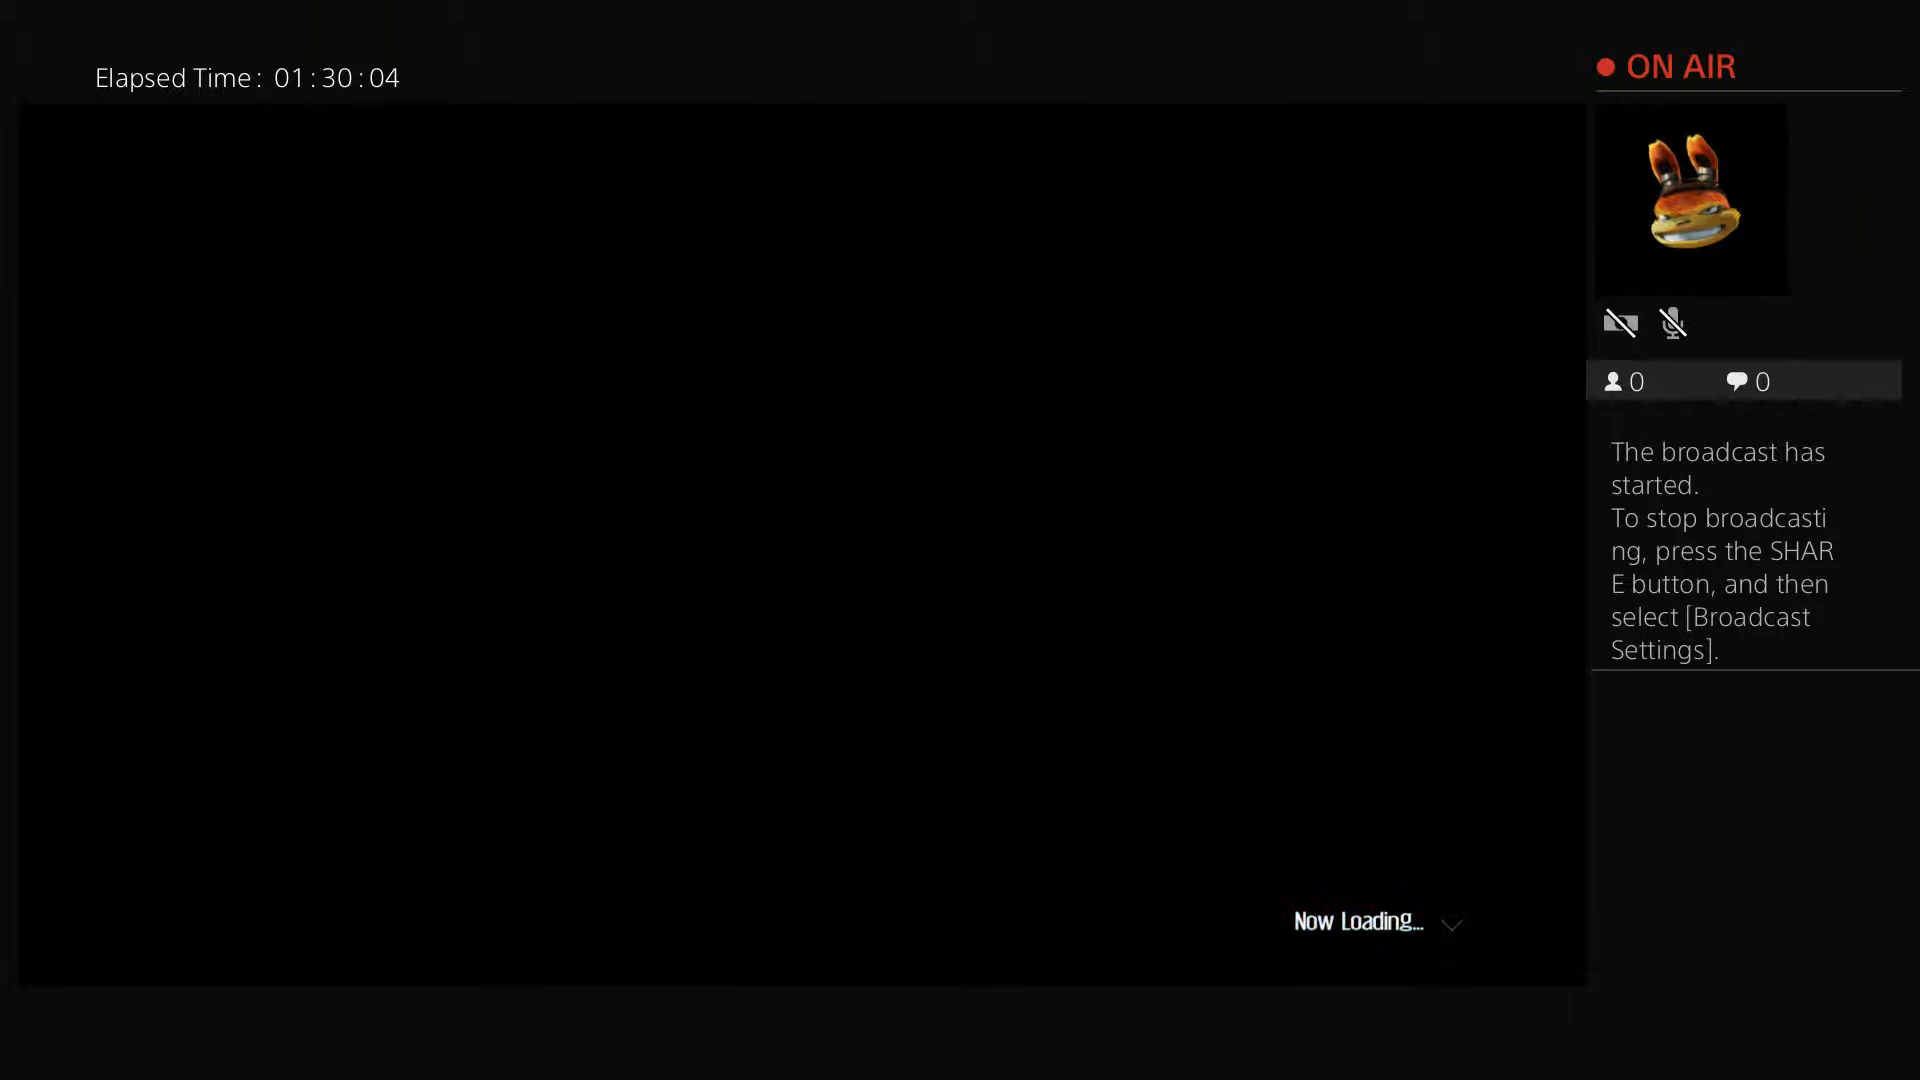 Elapsed Time: 01:30:04
ON AIR
0
0
The broadcast has
started.
To stop broadcasti
ng, press the SHAR
E button, and then
select [Broadcast
Settings].
Now Loading...